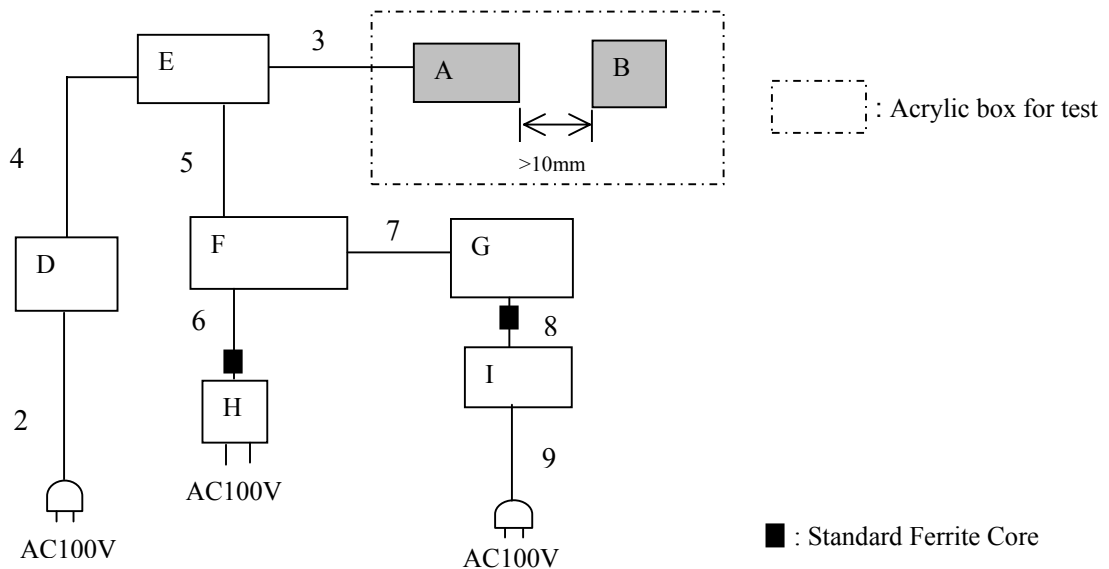 3
E
A
B
: Acrylic box for test
>10mm
4
5
7
F
G
D
6
8
I
H
2
9
AC100V
AC100V
AC100V
: Standard Ferrite Core